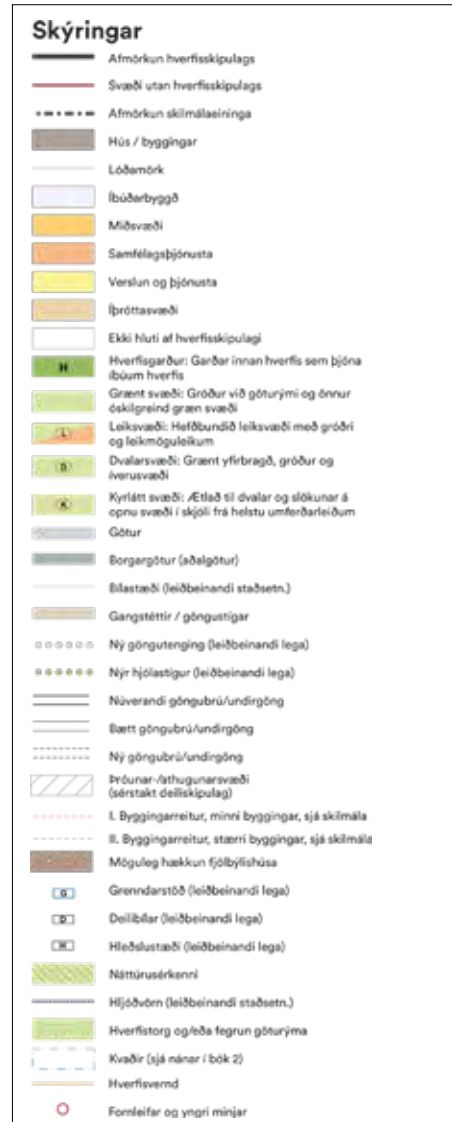 Skýringar
Afmörkun hverfisskipulags
Svæði utan hverfisskipulags
Afmörkun skilmálaeininga
Hús / byggingar
Lóðamörk
Íbúðarbyggð
Miðsvæði
Samfélagsþjónusta
Verslun og þjónusta
Íþróttasvæði
Ekki hluti af hverfisskipulagi
H
Hverfisgarður: Garðar innan hverfis sem þjóna
íbúum hverfis
Grænt svæði: Gróður við göturými og önnur
óskilgreind græn svæði
L
Leiksvæði: Hefðbundið leiksvæði með gróðri
og leikmöguleikum
D
Dvalarsvæði: Grænt yfirbragð, gróður og
íverusvæði
K
Kyrlátt svæði: Ætlað til dvalar og slökunar á
opnu svæði í skjóli frá helstu umferðarleiðum
Götur
Borgargötur (aðalgötur)
Bílastæði (leiðbeinandi staðsetn.)
Gangstéttir / göngustígar
Ný göngutenging (leiðbeinandi lega)
Nýr hjólastígur (leiðbeinandi lega)
Núverandi göngubrú/undirgöng
Bætt göngubrú/undirgöng
Ný göngubrú/undirgöng
Þróunar-/athugunarsvæði
(sérstakt deiliskipulag)
I. Byggingarreitur, minni byggingar, sjá skilmála
II. Byggingarreitur, stærri byggingar, sjá skilmála
Möguleg hækkun fjölbýlishúsa
G Grenndarstöð (leiðbeinandi lega)
D Deilibílar (leiðbeinandi lega)
H Hleðslustæði (leiðbeinandi lega)
Náttúrusérkenni
Hljóðvörn (leiðbeinandi staðsetn.)
Hverfistorg og/eða fegrun göturýma
Kvaðir (sjá nánar í bók 2)
Hverfisvernd
Fornleifar og yngri minjar